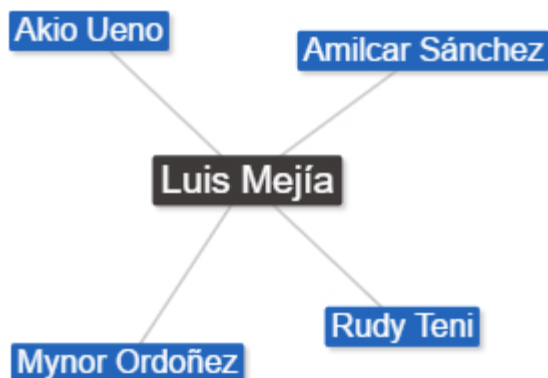 Akio Ueno
Amilcar Sánchez
Luis Mejía
Rudy Teni
Mynor Ordoñez